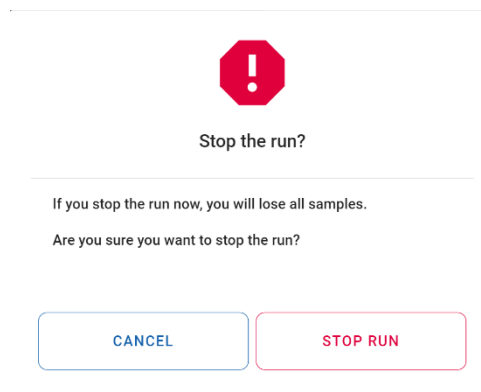 Stop the run?
If you stop the run now, you will lose all samples.
Are you sure you want to stop the run?
CANCEL
STOP RUN